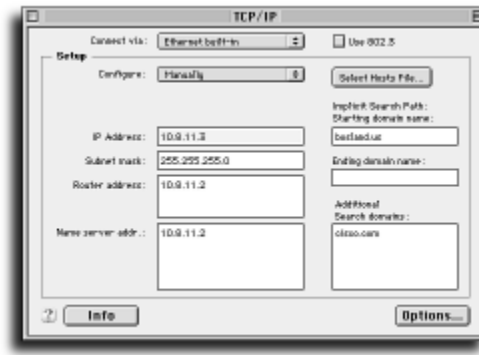 TCP/IP
Connect via: Ethernet built-in
Use 802.3
Setup
Configure: Manually
Select Hosts File...
Implicit Search Path:
Starting domain name:
IP Address: 10.8.11.3
Subnet mask: 255.255.255.0
Ending domain name:
Router address: 10.8.11.2
Additional
Search domains:
Name server addr.: 10.8.11.2
cisco.com
Info
Options...